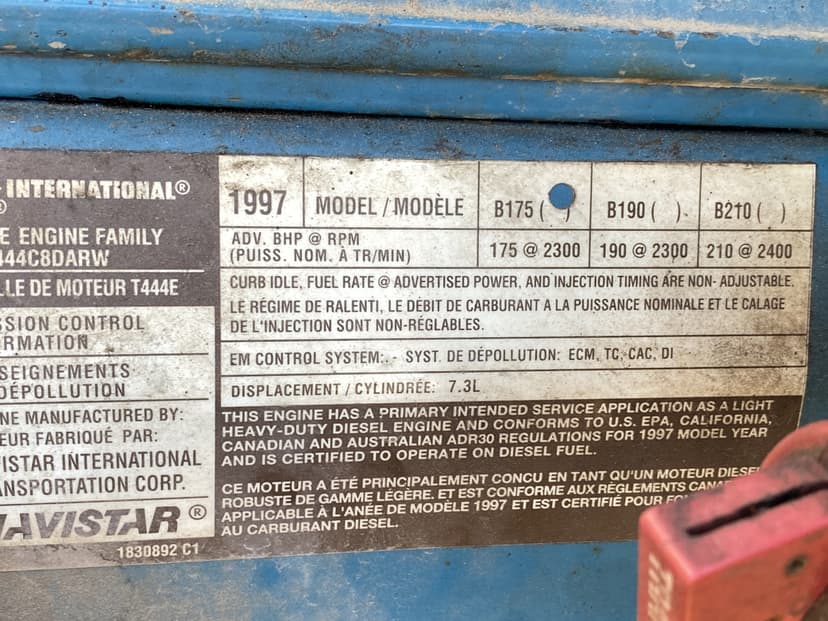 INTERNATIONAL®
®
E ENGINE FAMILY
444C8DARW
LLE DE MOTEUR T444E
SSION CONTROL
RMATION
SEIGNEMENTS
DÉPOLLUTION
NE MANUFACTURED BY:
EUR FABRIQUÉ PAR:
ISTAR INTERNATIONAL
ANSPORTATION CORP.
NAVISTAR®
1830892 C1
1997 MODEL / MODÈLE B175 ( ) B190 ( ) B210 ( )
ADV. BHP @ RPM
(PUISS. NOM. À TR/MIN) 175 @ 2300 190 @ 2300 210 @ 2400
CURB IDLE, FUEL RATE @ ADVERTISED POWER, AND INJECTION TIMING ARE NON- ADJUSTABLE.
LE RÉGIME DE RALENTI, LE DÉBIT DE CARBURANT A LA PUISSANCE NOMINALE ET LE CALAGE
DE L'INJECTION SONT NON-RÉGLABLES.
EM CONTROL SYSTEM:. - SYST. DE DÉPOLLUTION: ECM, TC, CAC, DI
DISPLACEMENT / CYLINDRÉE: 7.3L
THIS ENGINE HAS A PRIMARY INTENDED SERVICE APPLICATION AS A LIGHT
HEAVY-DUTY DIESEL ENGINE AND CONFORMS TO U.S. EPA, CALIFORNIA,
CANADIAN AND AUSTRALIAN ADR30 REGULATIONS FOR 1997 MODEL YEAR
AND IS CERTIFIED TO OPERATE ON DIESEL FUEL.
CE MOTEUR A ÉTÉ PRINCIPALEMENT CONCU EN TANT QU'UN MOTEUR DIESEL
ROBUSTE DE GAMME LÉGÈRE. ET EST CONFORME AUX RÉGLEMENTS CANA
APPLICABLE À L'ANÉE DE MODÈLE 1997 ET EST CERTIFIÉ POUR FO
AU CARBURANT DIESEL.